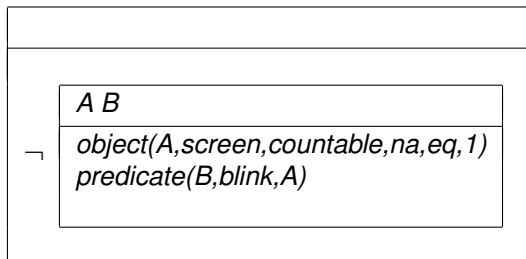 A B
¬
object(A,screen,countable,na,eq,1)
predicate(B,blink,A)